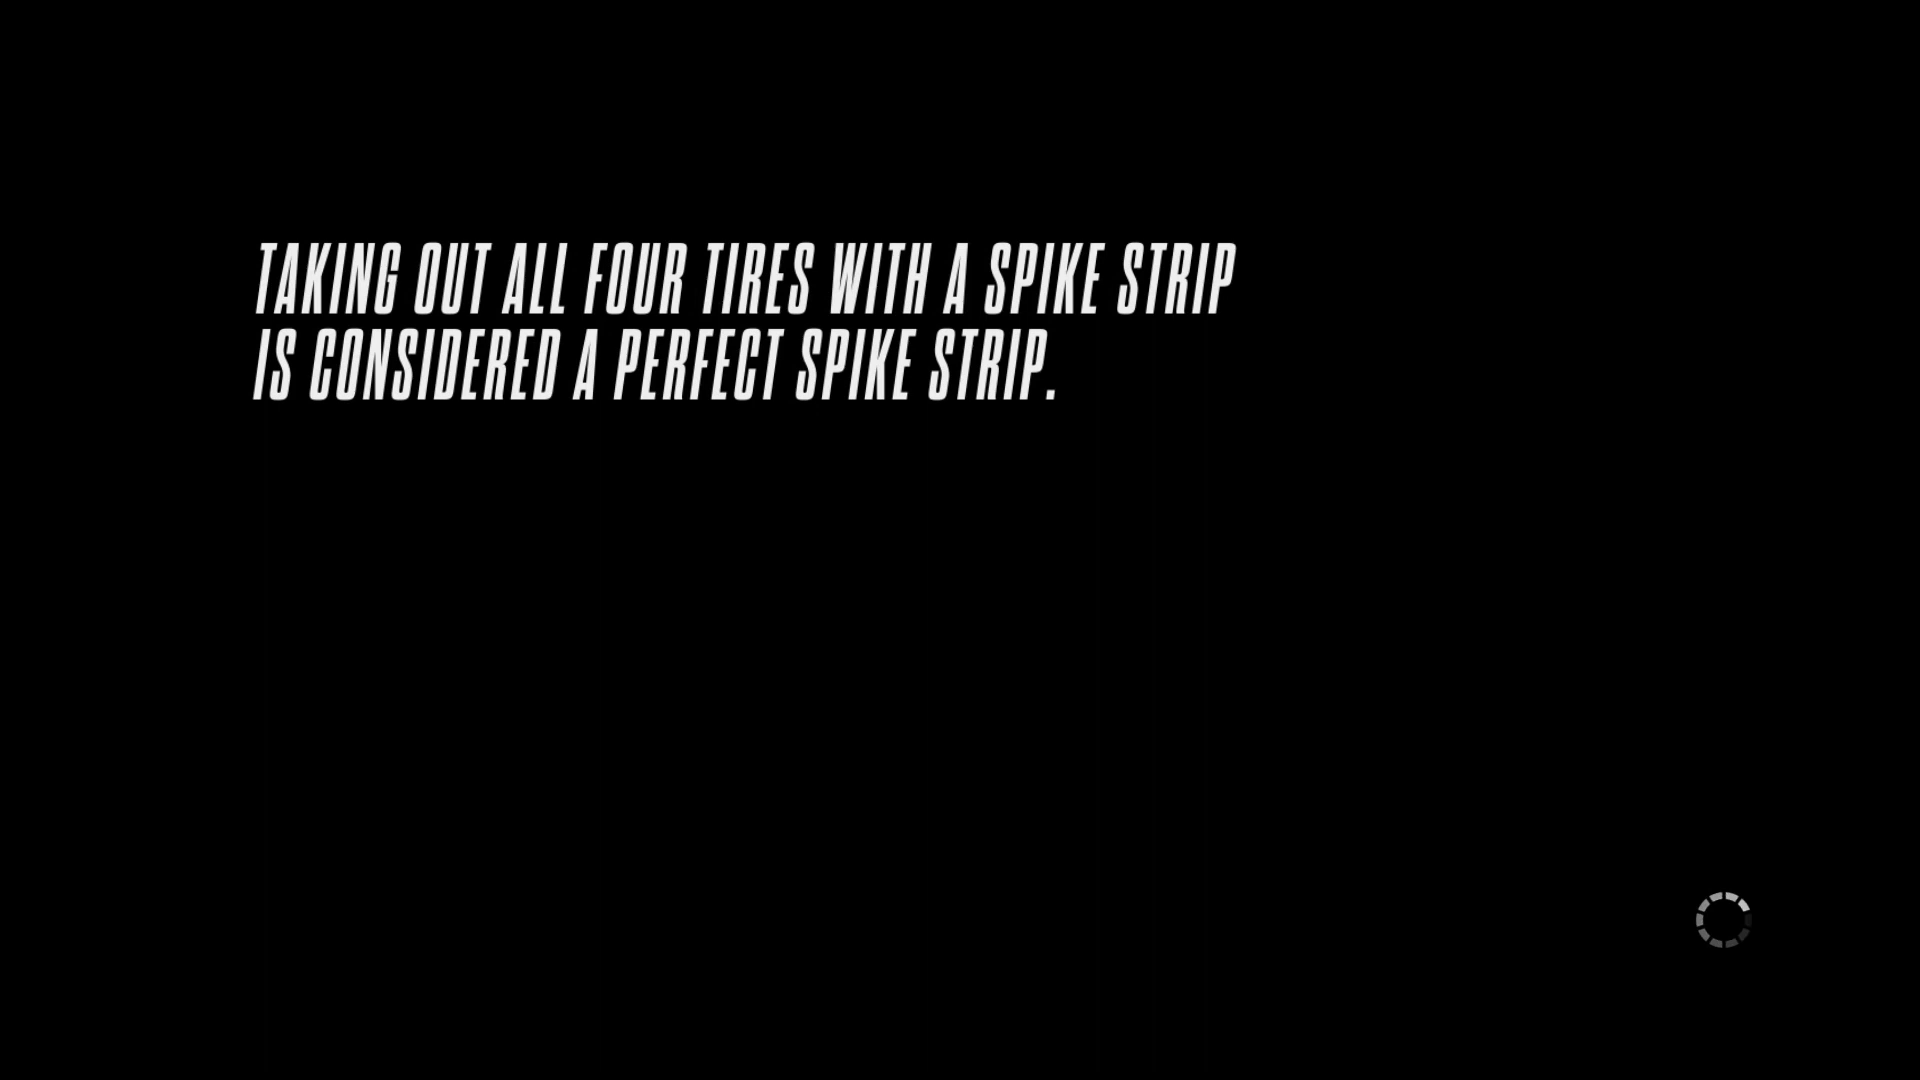 TAKING OUT ALL FOUR TIRES WITH A SPIKE STRIP
IS CONSIDERED A PERFECT SPIKE STRIP.